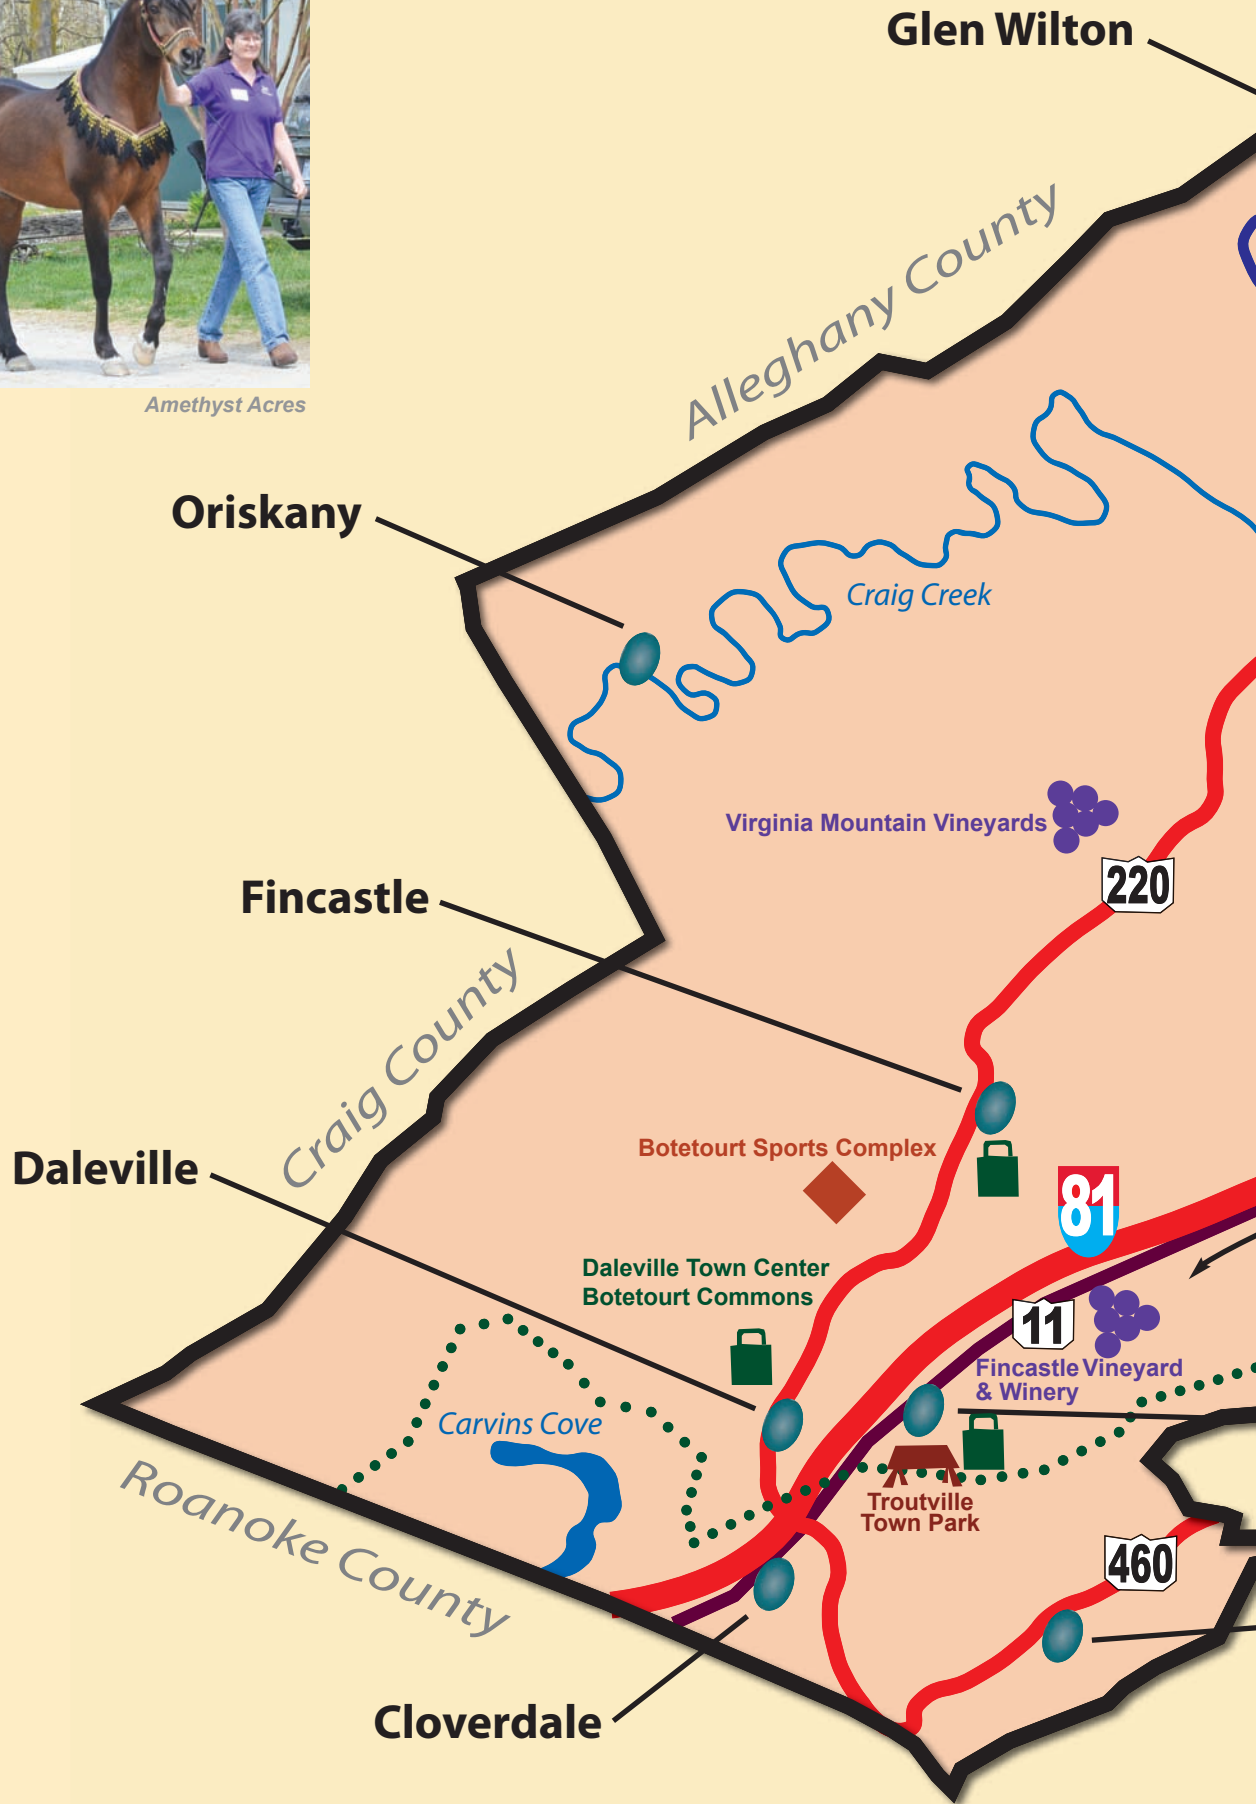 Glen Wilton
Alleghany County
Amethyst Acres
Oriskany
Craig Creek
Virginia Mountain Vineyards
220
Fincastle
Craig County
Botetourt Sports Complex
Daleville
81
Daleville Town Center
Botetourt Commons
11
Fincastle Vineyard
& Winery
Carvins Cove
Roanoke County
Troutville
Town Park
460
Cloverdale